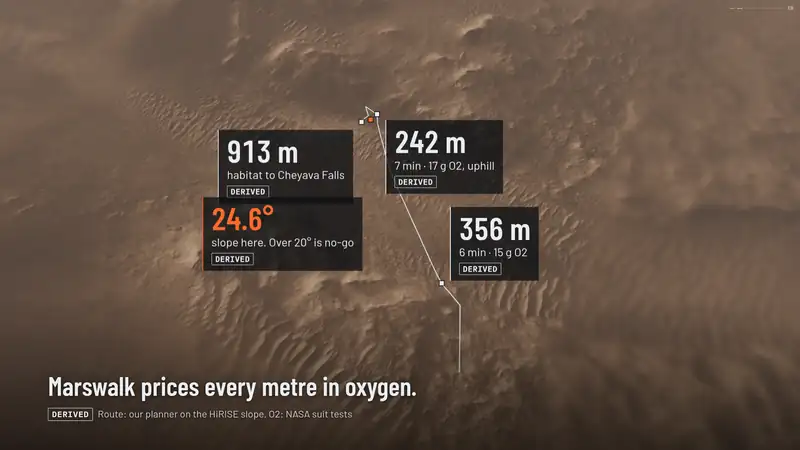 913 m
habitat to Cheyava Falls
DERIVED
24.6°
slope here. Over 20° is no-go
DERIVED
242 m
7 min · 17 g O2, uphill
DERIVED
356 m
6 min · 15 g O2
DERIVED
Marswalk prices every metre in oxygen.
DERIVED Route: our planner on the HiRISE slope. O2: NASA suit tests